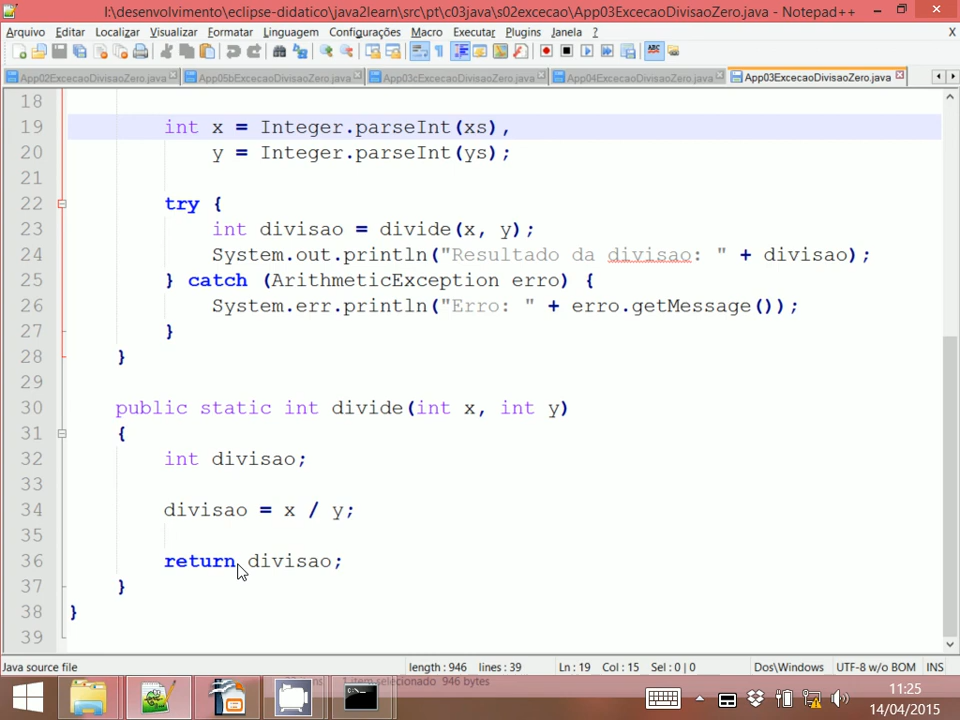 I:\desenvolvimento\eclipse-didatico\java2learn\src\pt\c03java\s02excecao\App03ExcecaoDivisaoZero.java - Notepad++
Arquivo Editar Localizar Visualizar Formatar Linguagem Configurações Macro Executar Plugins Janela ? X
App02ExcecaoDivisaoZero.java App05bExcecaoDivisaoZero.java App03cExcecaoDivisaoZero.java App04ExcecaoDivisaoZero.java App03ExcecaoDivisaoZero.java
18
19 int x = Integer.parseInt(xs),
20 y = Integer.parseInt(ys);
21
22 try {
23 int divisao = divide(x, y);
24 System.out.println("Resultado da divisao: " + divisao);
25 } catch (ArithmeticException erro) {
26 System.err.println("Erro: " + erro.getMessage());
27 }
28 }
29
30 public static int divide(int x, int y)
31 {
32 int divisao;
33
34 divisao = x / y;
35
36 return divisao;
37 }
38 }
39
Java source file length : 946 lines : 39 Ln : 19 Col : 15 Sel : 0 | 0 Dos\Windows UTF-8 w/o BOM INS
1 item selecionado 946 bytes
11:25
14/04/2015